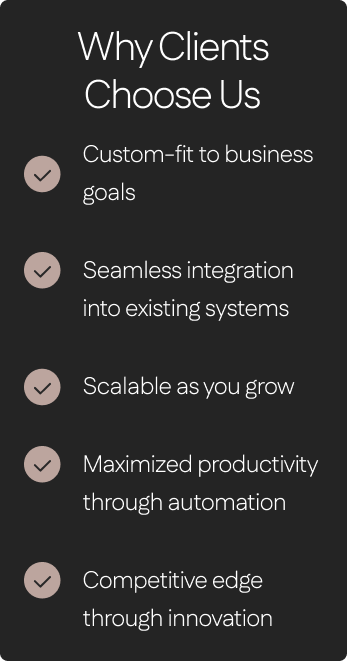 Why Clients
Choose Us
Custom-fit to business
goals
Seamless integration
into existing systems
Scalable as you grow
Maximized productivity
through automation
Competitive edge
through innovation